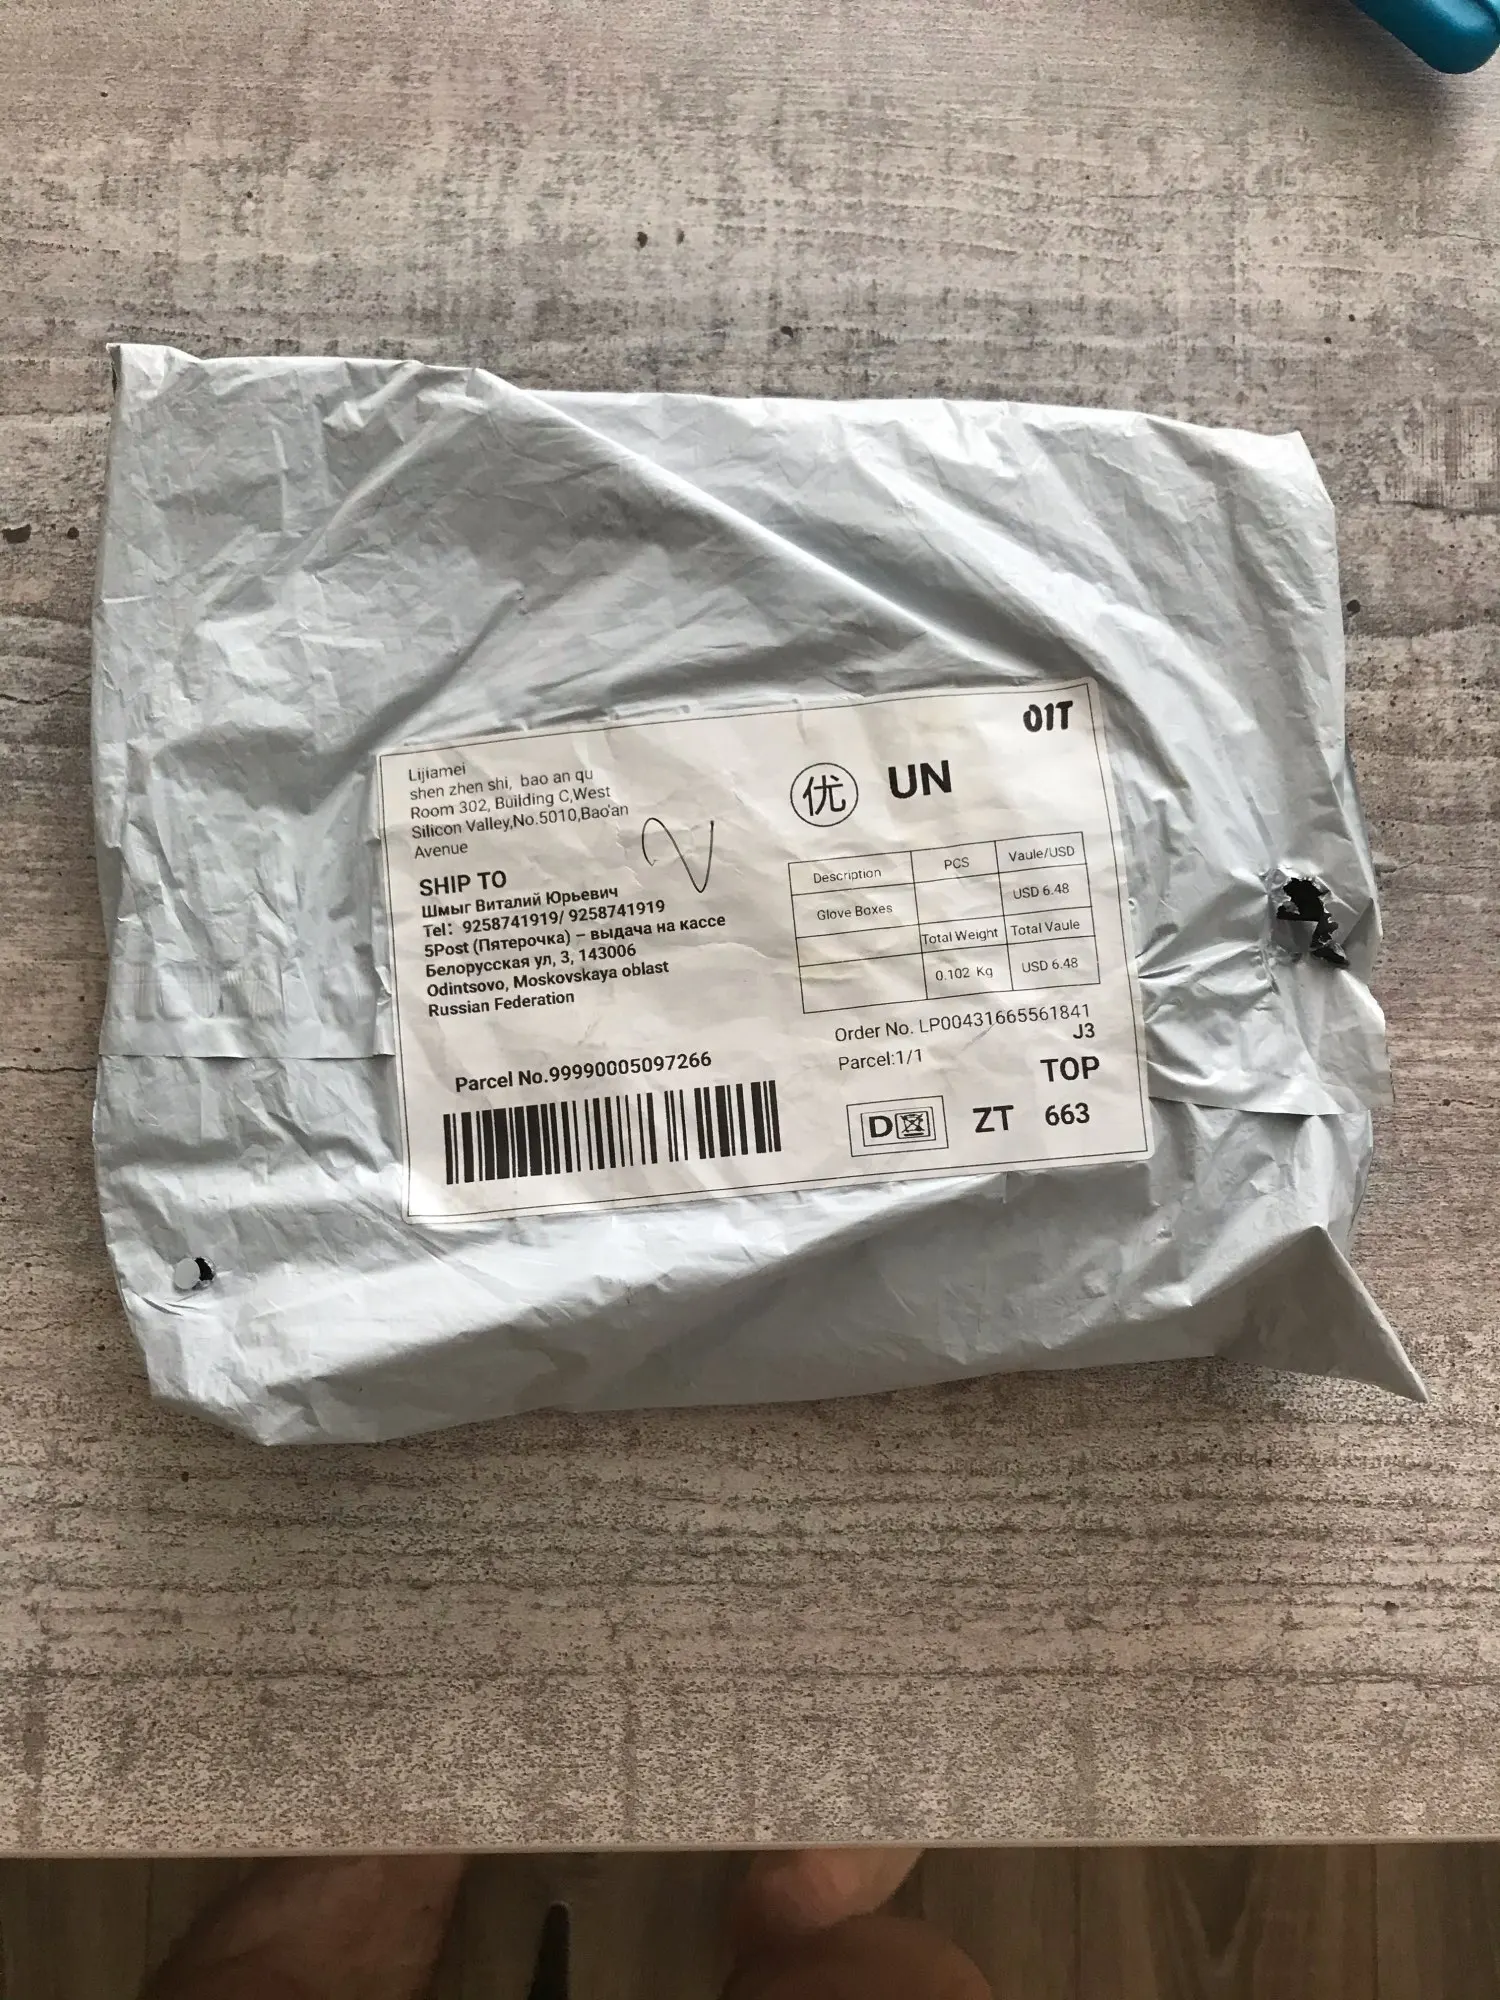 Lijiamei
shen zhen shi, bao an qu
Room 302, Building C,West
Silicon Valley,No.5010,Bao'an
Avenue
SHIP TO
Шмыг Виталий Юрьевич
Tel: 9258741919/ 9258741919
5Post (Пятерочка) – выдача на кассе
Белорусская ул, 3, 143006
Odintsovo, Moskovskaya oblast
Russian Federation
Parcel No.99990005097266
01T
优 UN
Description PCS Vaule/USD
Glove Boxes USD 6.48
Total Weight Total Vaule
0.102 Kg USD 6.48
Order No. LP00431665561841
J3
Parcel:1/1
TOP
D ZT 663